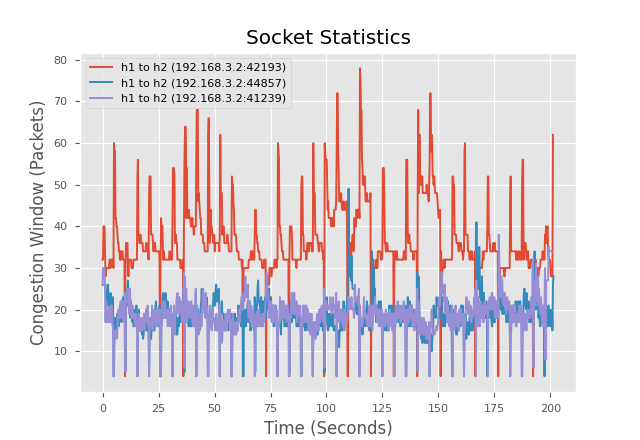 Socket Statistics
h1 to h2 (192.168.3.2:42193)
h1 to h2 (192.168.3.2:44857)
h1 to h2 (192.168.3.2:41239)
Congestion Window (Packets)
80
70
60
50
40
30
20
10
0 25 50 75 100 125 150 175 200
Time (Seconds)